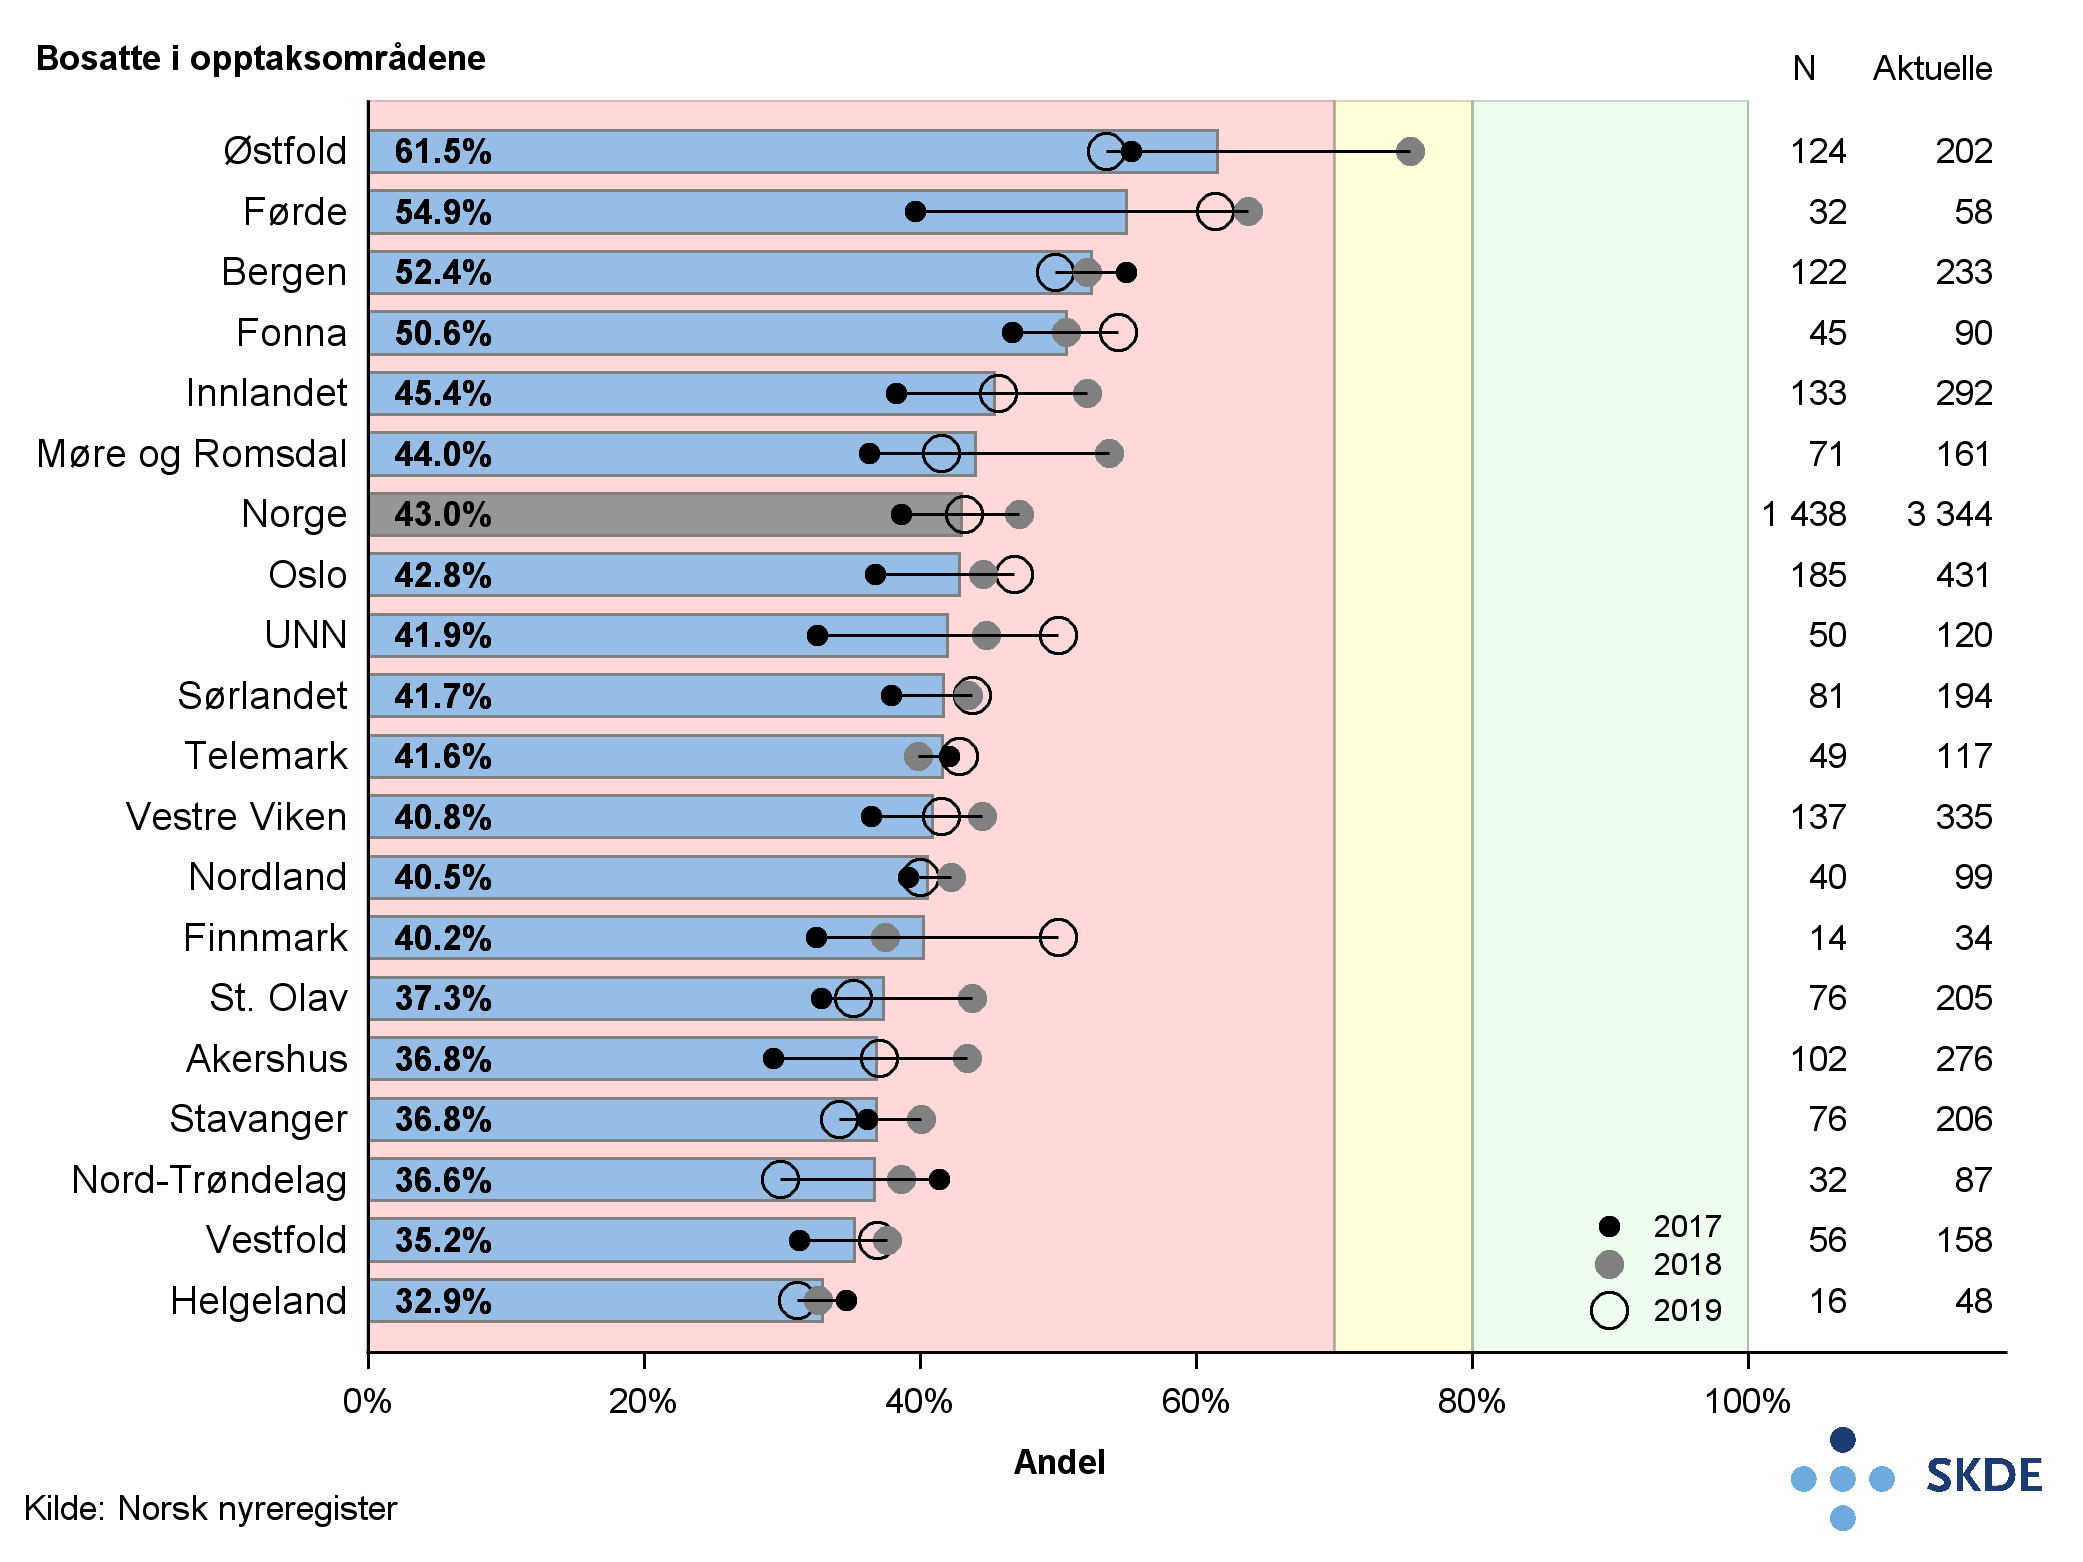 Bosatte i opptaksområdene
N Aktuelle
Østfold 61.5% 124 202
Førde 54.9% 32 58
Bergen 52.4% 122 233
Fonna 50.6% 45 90
Innlandet 45.4% 133 292
Møre og Romsdal 44.0% 71 161
Norge 43.0% 1 438 3 344
Oslo 42.8% 185 431
UNN 41.9% 50 120
Sørlandet 41.7% 81 194
Telemark 41.6% 49 117
Vestre Viken 40.8% 137 335
Nordland 40.5% 40 99
Finnmark 40.2% 14 34
St. Olav 37.3% 76 205
Akershus 36.8% 102 276
Stavanger 36.8% 76 206
Nord-Trøndelag 36.6% 32 87
Vestfold 35.2% 56 158
Helgeland 32.9% 16 48
2017
2018
2019
0% 20% 40% 60% 80% 100%
Andel
Kilde: Norsk nyreregister
SKDE